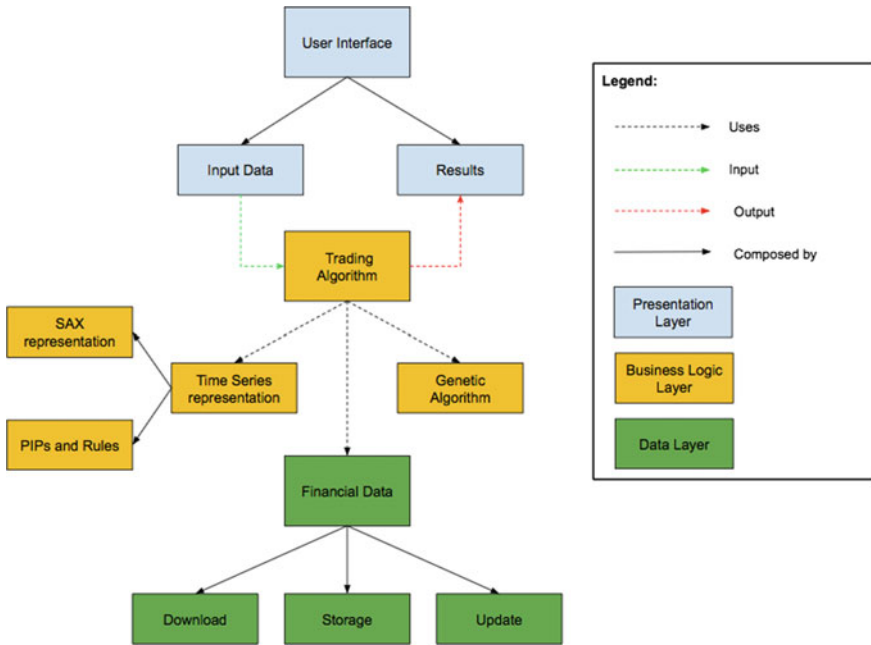 User Interface
Legend:
Uses
Input
Output
Composed by
Presentation
Layer
Business Logic
Layer
Data Layer
Input Data
Results
Trading
Algorithm
SAX
representation
Time Series
representation
Genetic
Algorithm
PIPs and Rules
Financial Data
Download
Storage
Update